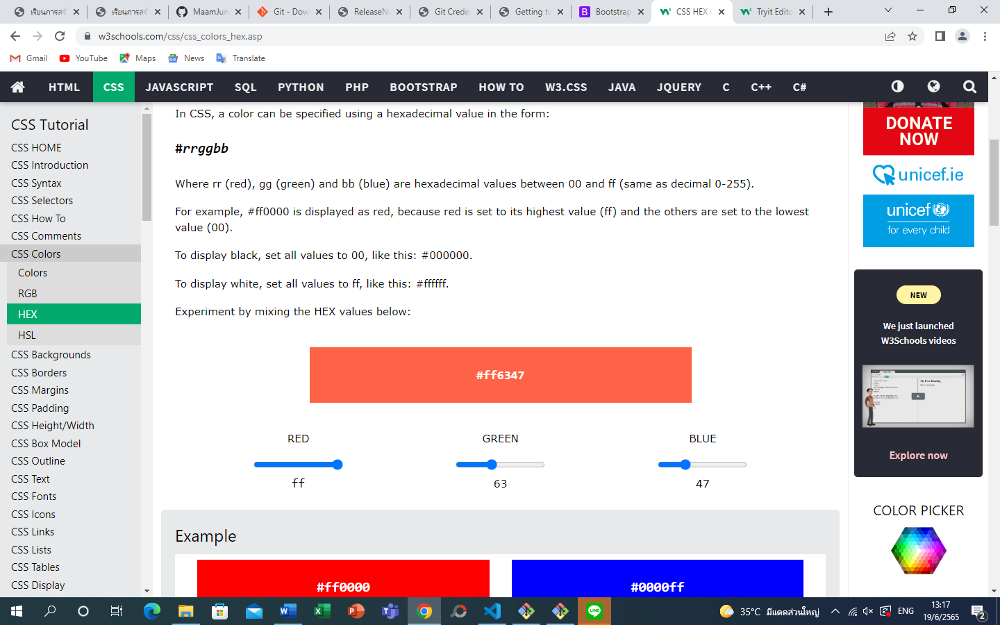 เรียนการสร้
เรียนการสร้
MaamJun
Git - Dow
ReleaseNo
Git Crede
Getting to
Bootstrap
CSS HEX C
Tryit Edito
w3schools.com/css/css_colors_hex.asp
Gmail
YouTube
Maps
News
Translate
HTML
CSS
JAVASCRIPT
SQL
PYTHON
PHP
BOOTSTRAP
HOW TO
W3.CSS
JAVA
JQUERY
C
C++
C#
CSS Tutorial
CSS HOME
CSS Introduction
CSS Syntax
CSS Selectors
CSS How To
CSS Comments
CSS Colors
Colors
RGB
HEX
HSL
CSS Backgrounds
CSS Borders
CSS Margins
CSS Padding
CSS Height/Width
CSS Box Model
CSS Outline
CSS Text
CSS Fonts
CSS Icons
CSS Links
CSS Lists
CSS Tables
CSS Display
In CSS, a color can be specified using a hexadecimal value in the form:
#rrggbb
Where rr (red), gg (green) and bb (blue) are hexadecimal values between 00 and ff (same as decimal 0-255).
For example, #ff0000 is displayed as red, because red is set to its highest value (ff) and the others are set to the lowest
value (00).
To display black, set all values to 00, like this: #000000.
To display white, set all values to ff, like this: #ffffff.
Experiment by mixing the HEX values below:
#ff6347
RED
GREEN
BLUE
ff
63
47
Example
#ff0000
#0000ff
DONATE
NOW
unicef.ie
unicef
for every child
NEW
We just launched
W3Schools videos
Explore now
COLOR PICKER
35°C มีแดดส่วนใหญ่
ENG
13:17
19/6/2565
2